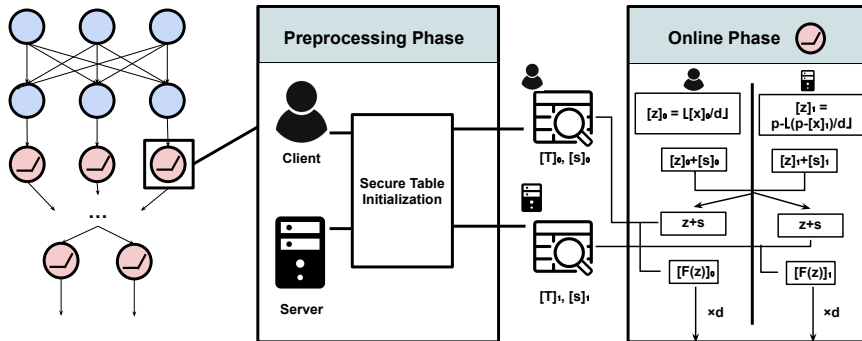 Preprocessing Phase
Client
Server
Secure Table
Initialization
[T]₀, [s]₀
[T]₁, [s]₁
Online Phase
[z]₀ = ⌊[x]₀/d⌋
[z]₁ =
p-⌊(p-[x]₁)/d⌋
[z]₀+[s]₀
[z]₁+[s]₁
z+s
z+s
[F(z)]₀
[F(z)]₁
×d
×d
...